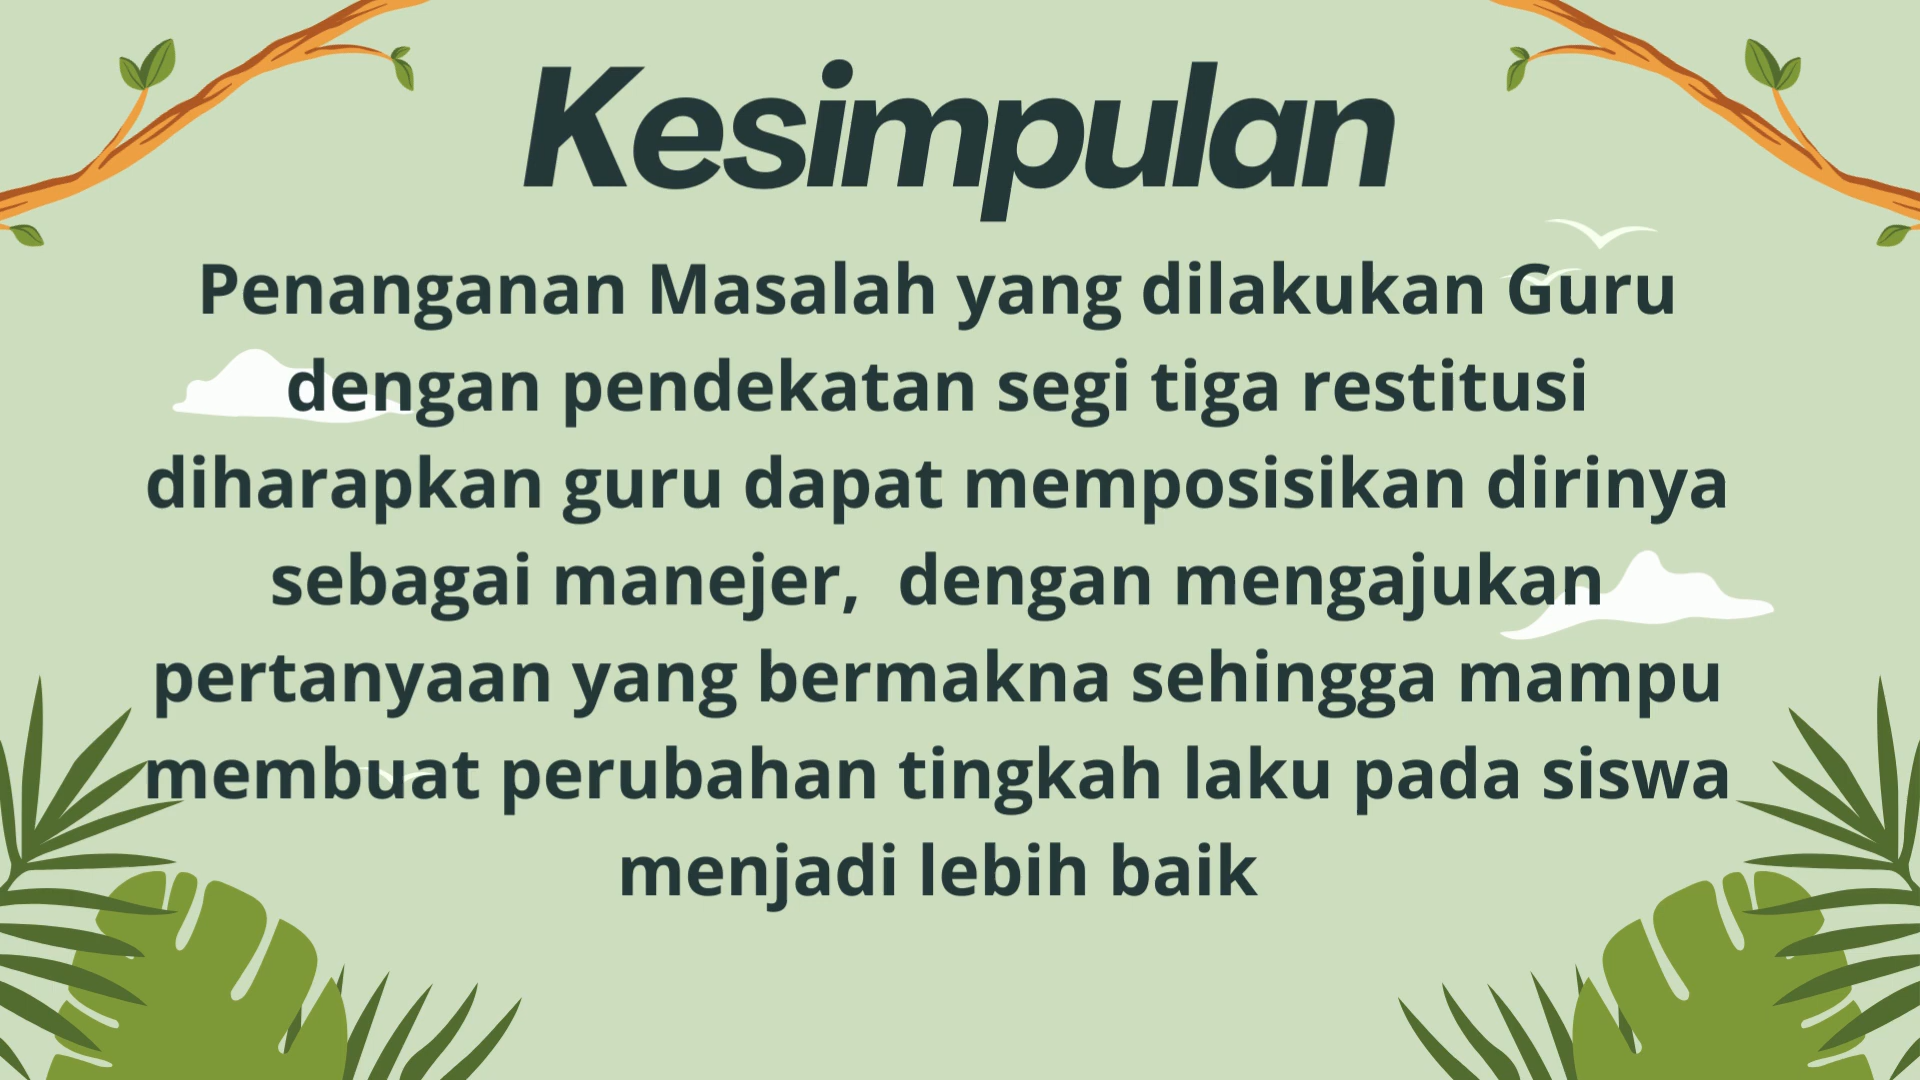 Kesimpulan
Penanganan Masalah yang dilakukan Guru
dengan pendekatan segi tiga restitusi
diharapkan guru dapat memposisikan dirinya
sebagai manejer,  dengan mengajukan
pertanyaan yang bermakna sehingga mampu
membuat perubahan tingkah laku pada siswa
menjadi lebih baik